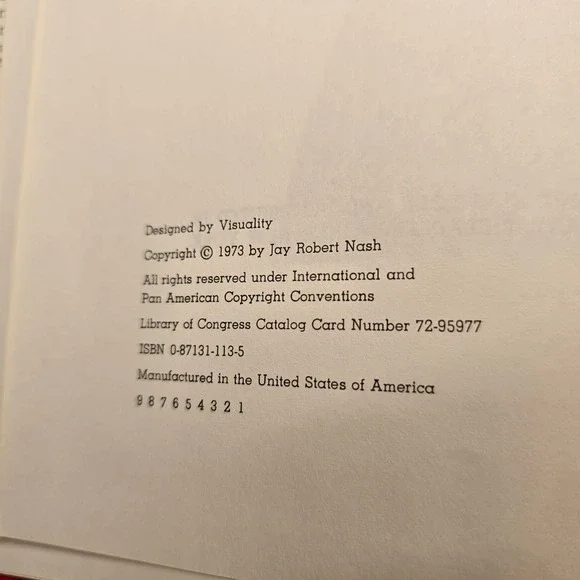 Designed by Visuality
Copyright © 1973 by Jay Robert Nash
All rights reserved under International and
Pan American Copyright Conventions
Library of Congress Catalog Card Number 72-95977
ISBN 0-87131-113-5
Manufactured in the United States of America
9 8 7 6 5 4 3 2 1